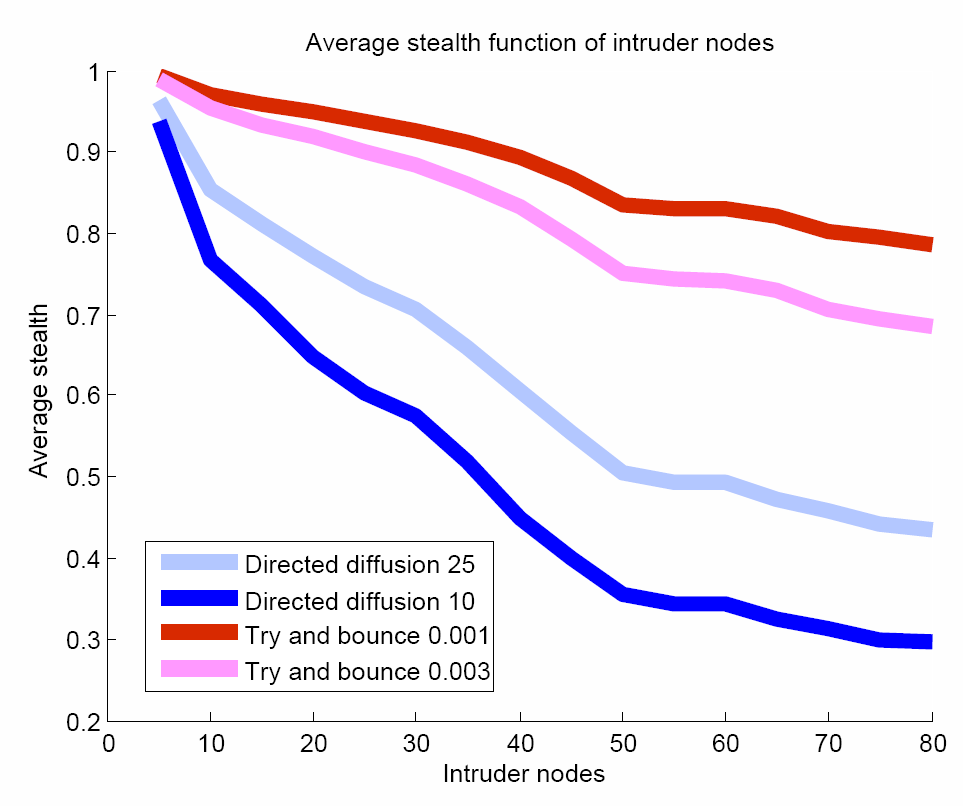 Average stealth function of intruder nodes
1
0.9
0.8
0.7
0.6
0.5
0.4
0.3
0.2
Average stealth
Directed diffusion 25
Directed diffusion 10
Try and bounce 0.001
Try and bounce 0.003
0 10 20 30 40 50 60 70 80
Intruder nodes